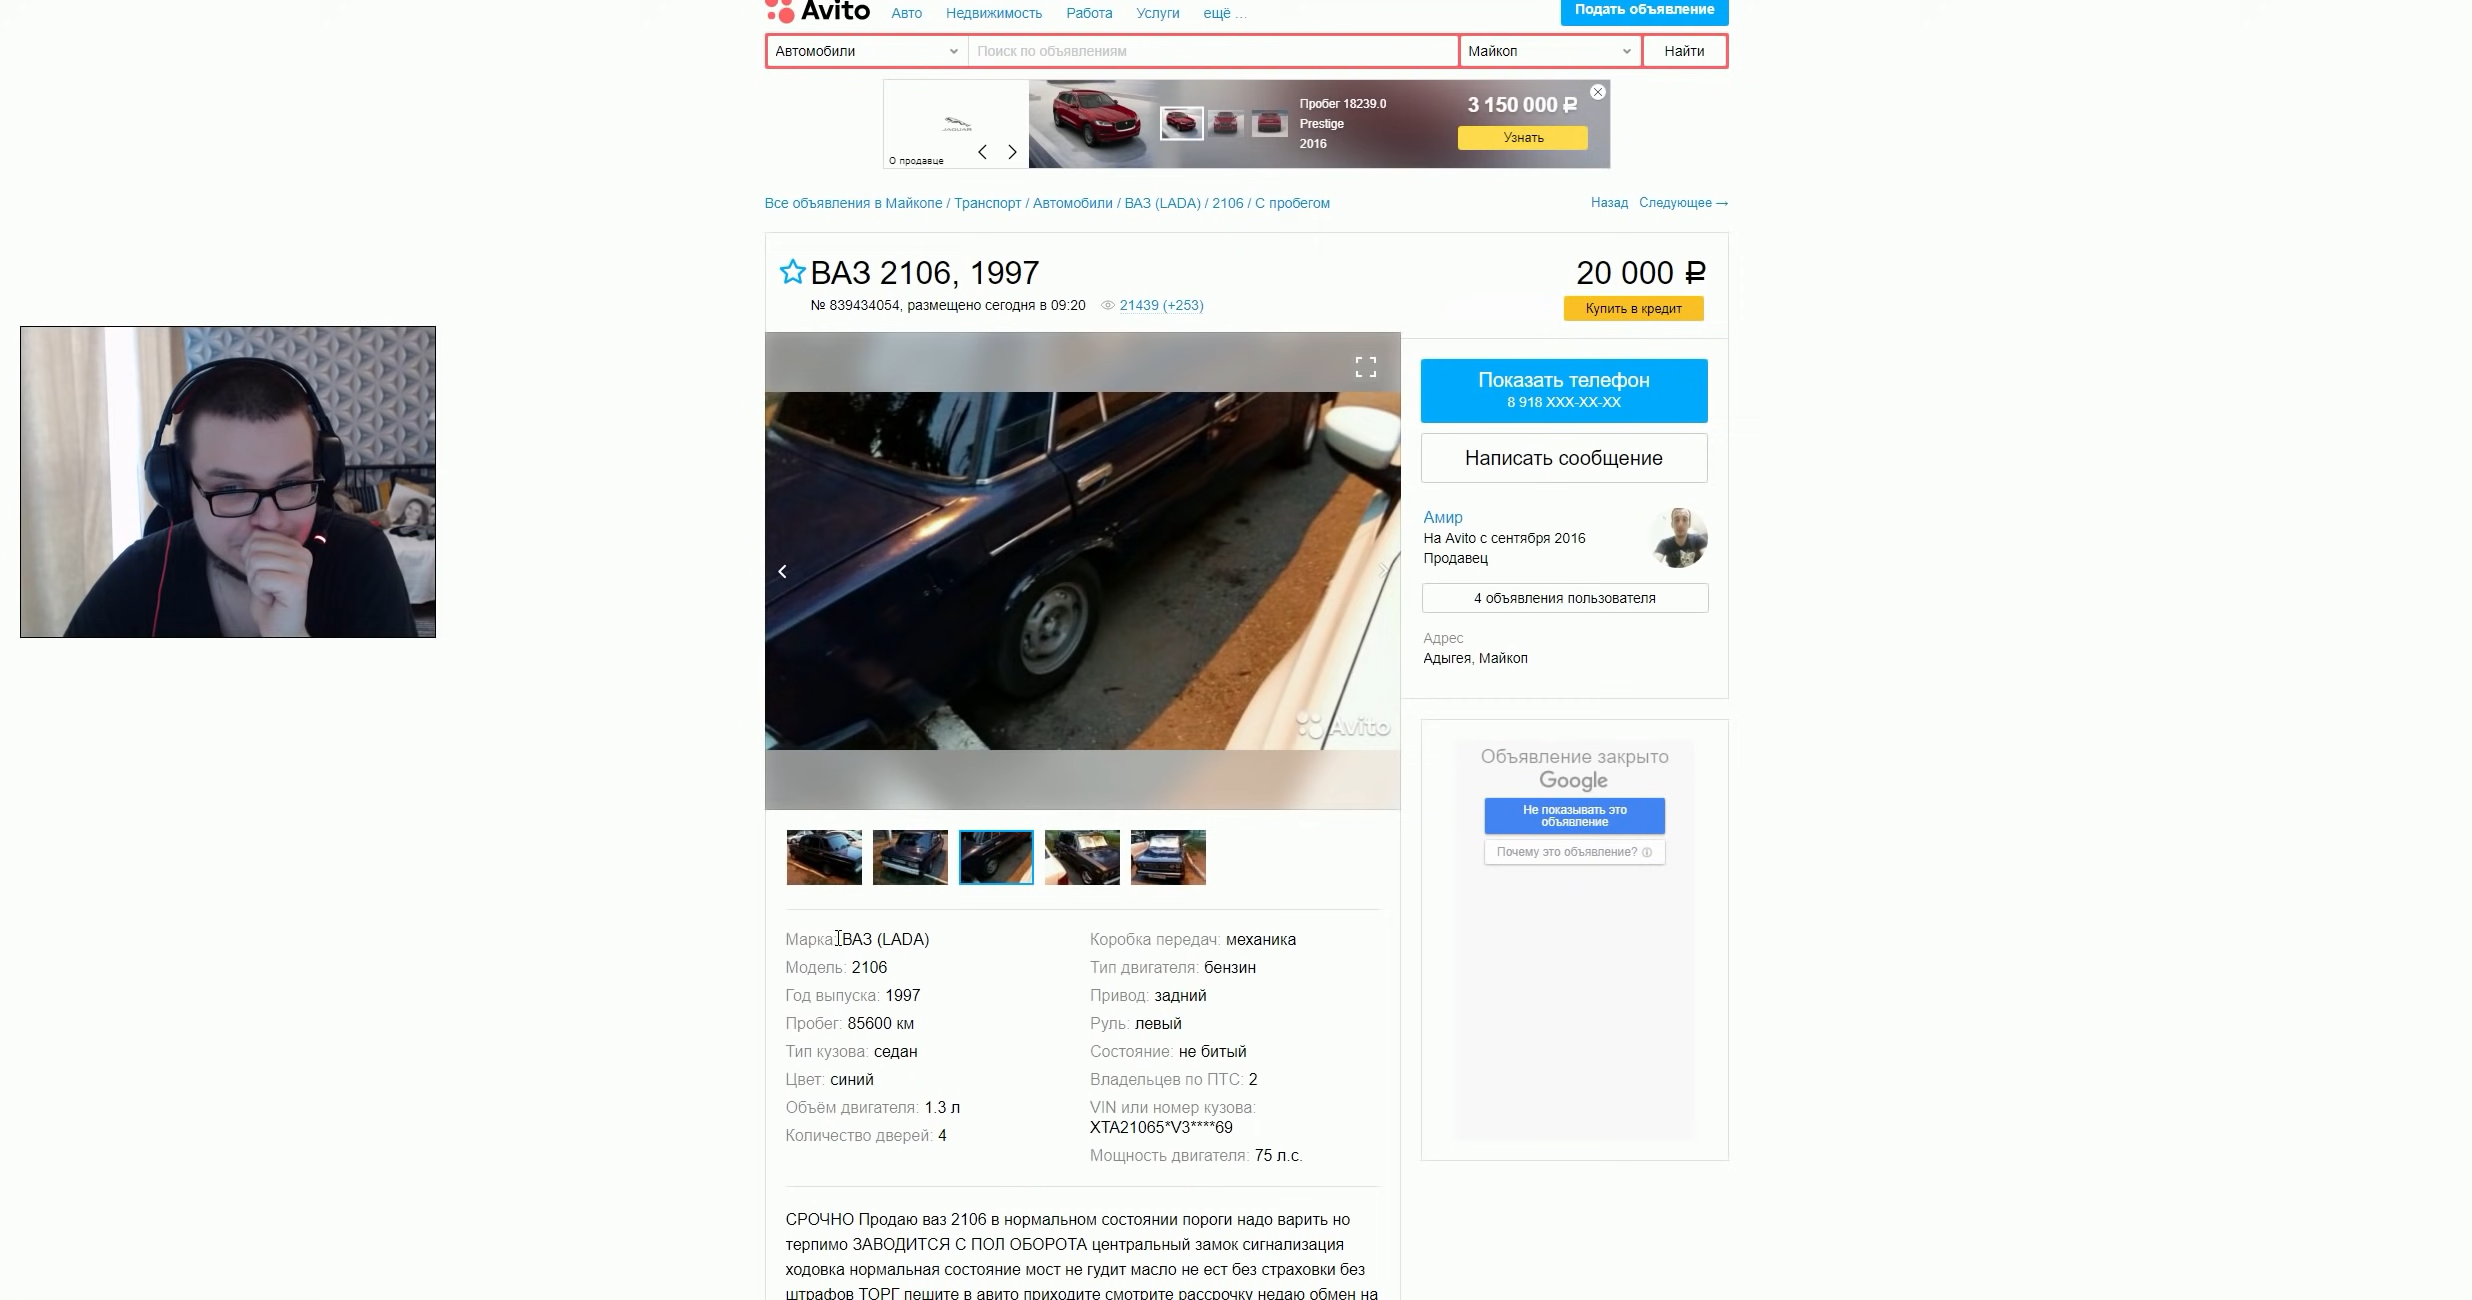 Avito Авто Недвижимость Работа Услуги ещё ... Подать объявление
Автомобили Поиск по объявлениям Майкоп Найти
JAGUAR
О продавце
Пробег 18239.0
Prestige
2016
3 150 000 ₽
Узнать
Все объявления в Майкопе / Транспорт / Автомобили / ВАЗ (LADA) / 2106 / С пробегом Назад Следующее →
ВАЗ 2106, 1997
20 000 ₽
№ 839434054, размещено сегодня в 09:20 21439 (+253)
Купить в кредит
Показать телефон
8 918 XXX-XX-XX
Написать сообщение
Амир
На Avito с сентября 2016
Продавец
4 объявления пользователя
Адрес
Адыгея, Майкоп
Avito
Объявление закрыто
Google
Не показывать это
объявление
Почему это объявление?
Марка: ВАЗ (LADA)
Модель: 2106
Год выпуска: 1997
Пробег: 85600 км
Тип кузова: седан
Цвет: синий
Объём двигателя: 1.3 л
Количество дверей: 4
Коробка передач: механика
Тип двигателя: бензин
Привод: задний
Руль: левый
Состояние: не битый
Владельцев по ПТС: 2
VIN или номер кузова:
XTA21065*V3****69
Мощность двигателя: 75 л.с.
СРОЧНО Продаю ваз 2106 в нормальном состоянии пороги надо варить но
терпимо ЗАВОДИТСЯ С ПОЛ ОБОРОТА центральный замок сигнализация
ходовка нормальная состояние мост не гудит масло не ест без страховки без
штрафов ТОРГ пешите в авито приходите смотрите рассрочку недаю обмен на